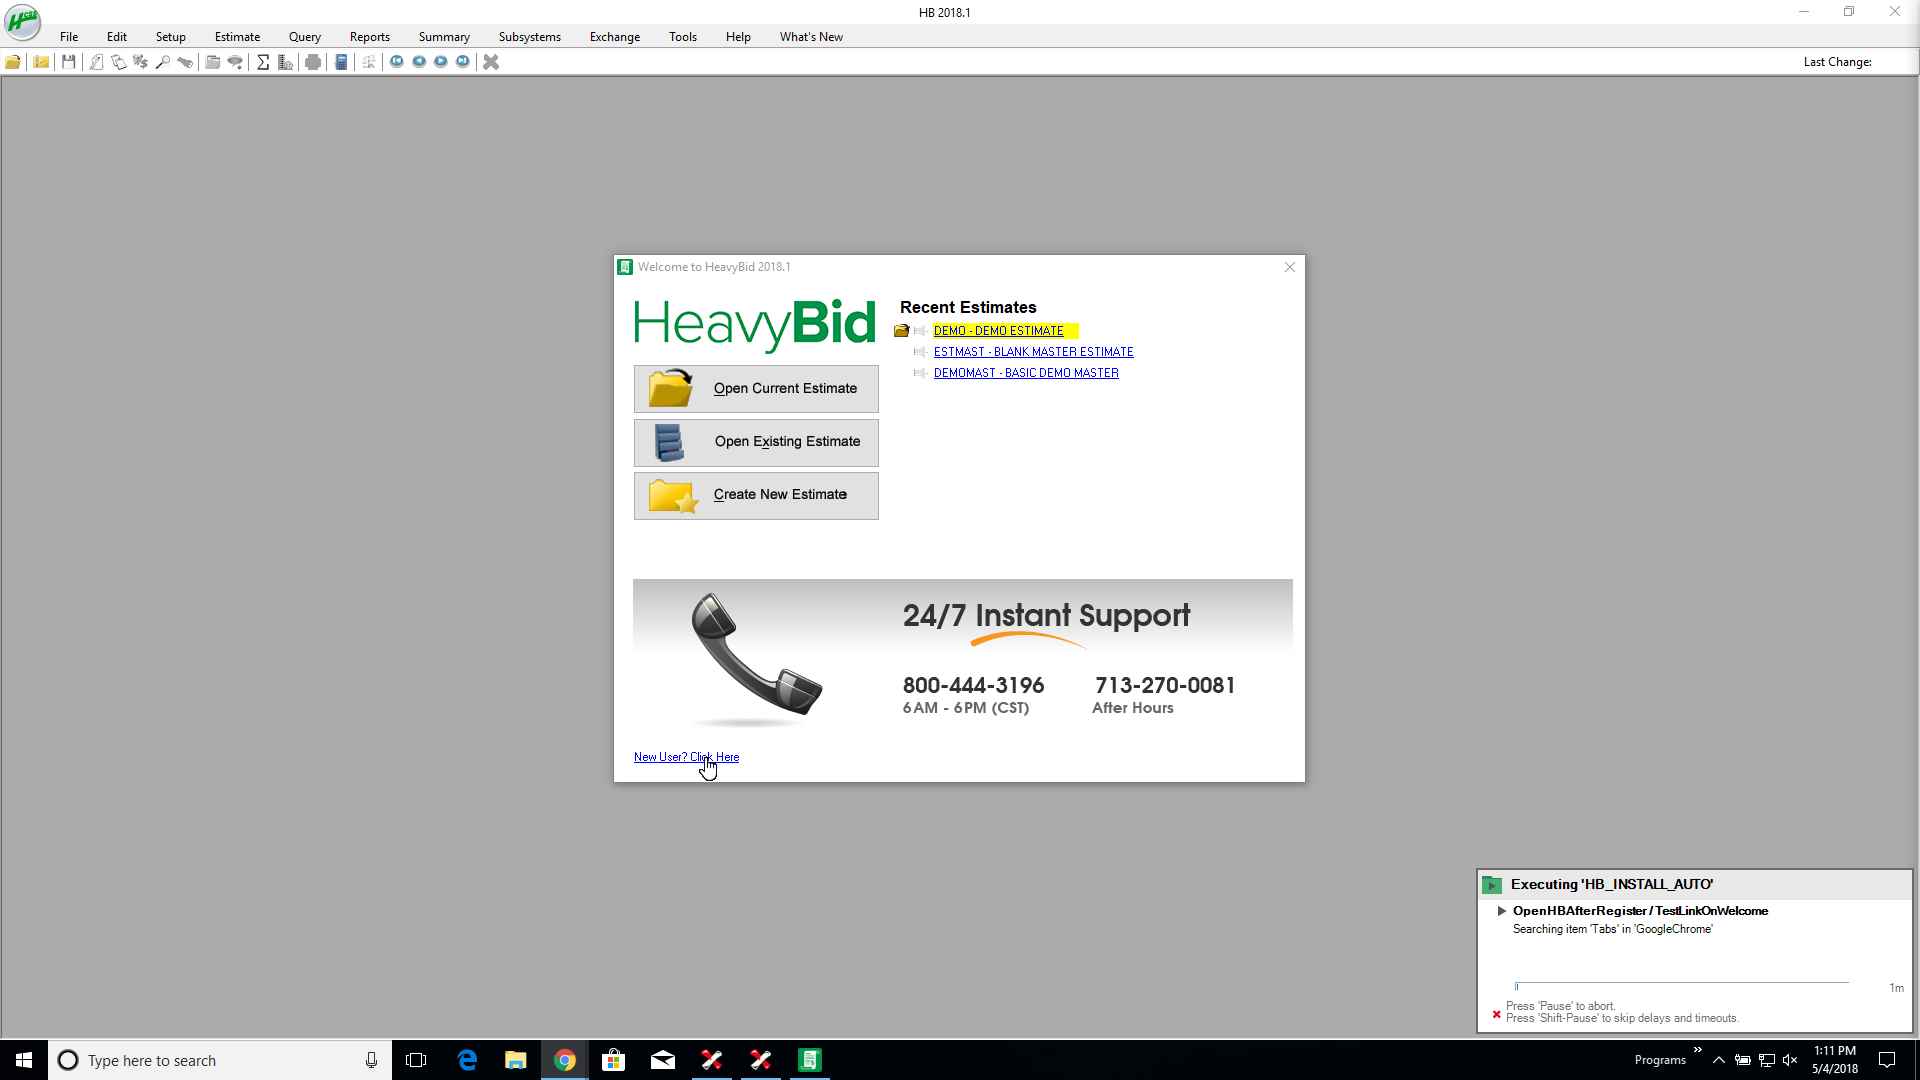 HB 2018.1
File Edit Setup Estimate Query Reports Summary Subsystems Exchange Tools Help What's New
Last Change:
Welcome to HeavyBid 2018.1
HeavyBid
Recent Estimates
DEMO - DEMO ESTIMATE
ESTMAST - BLANK MASTER ESTIMATE
DEMOMAST - BASIC DEMO MASTER
Open Current Estimate
Open Existing Estimate
Create New Estimate
24/7 Instant Support
800-444-3196 713-270-0081
6AM - 6PM (CST) After Hours
New User? Click Here
Executing 'HB_INSTALL_AUTO'
OpenHBAfterRegister / TestLinkOnWelcome
Searching item 'Tabs' in 'GoogleChrome'
1m
Press 'Pause' to abort.
Press 'Shift-Pause' to skip delays and timeouts.
Type here to search
Programs
1:11 PM
5/4/2018